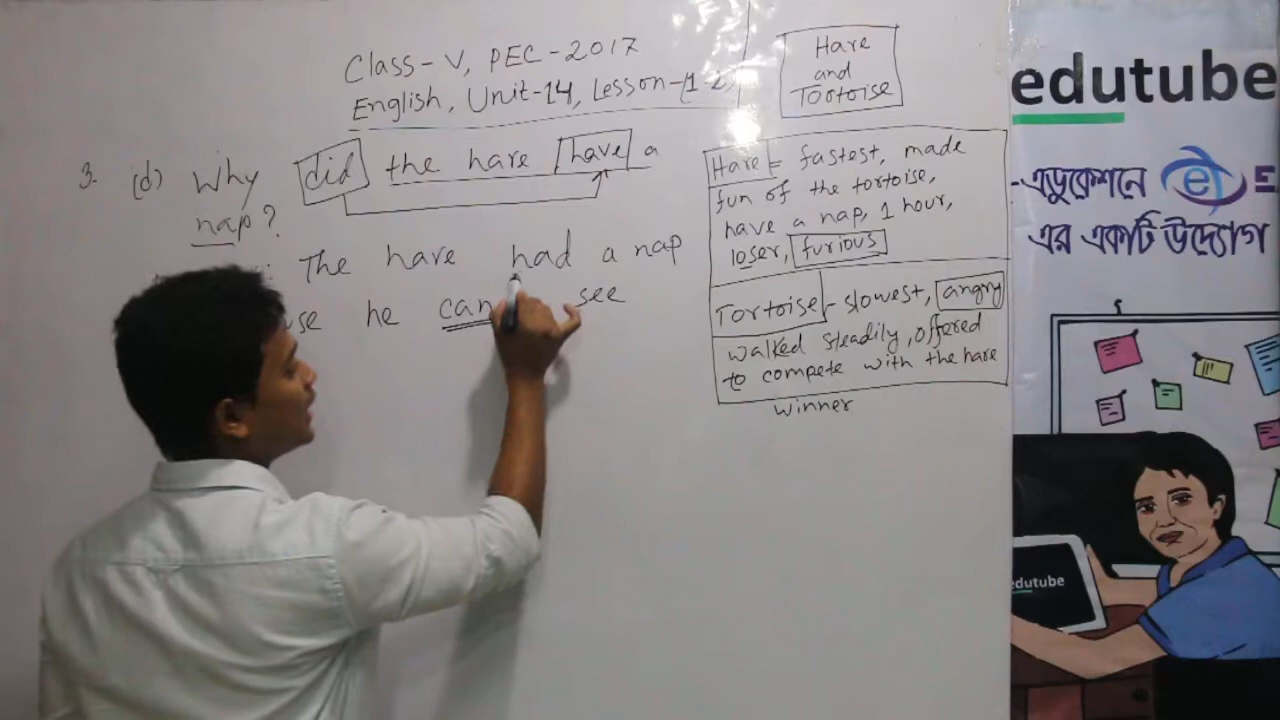 Class-V, PEC-2017
English, Unit-14, Lesson-(1-2
Hare
and
Tortoise
3. (d) Why did the hare have a
nap?
: The hare had a nap
use he can see
Hare = fastest, made
fun of the tortoise,
have a nap, 1 hour,
loser, furious
Tortoise - slowest, angry
walked steadily, offered
to compete with the hare
winner
edutube
-এডুকেশনে e E
এর একটি উদ্যোগ
edutube